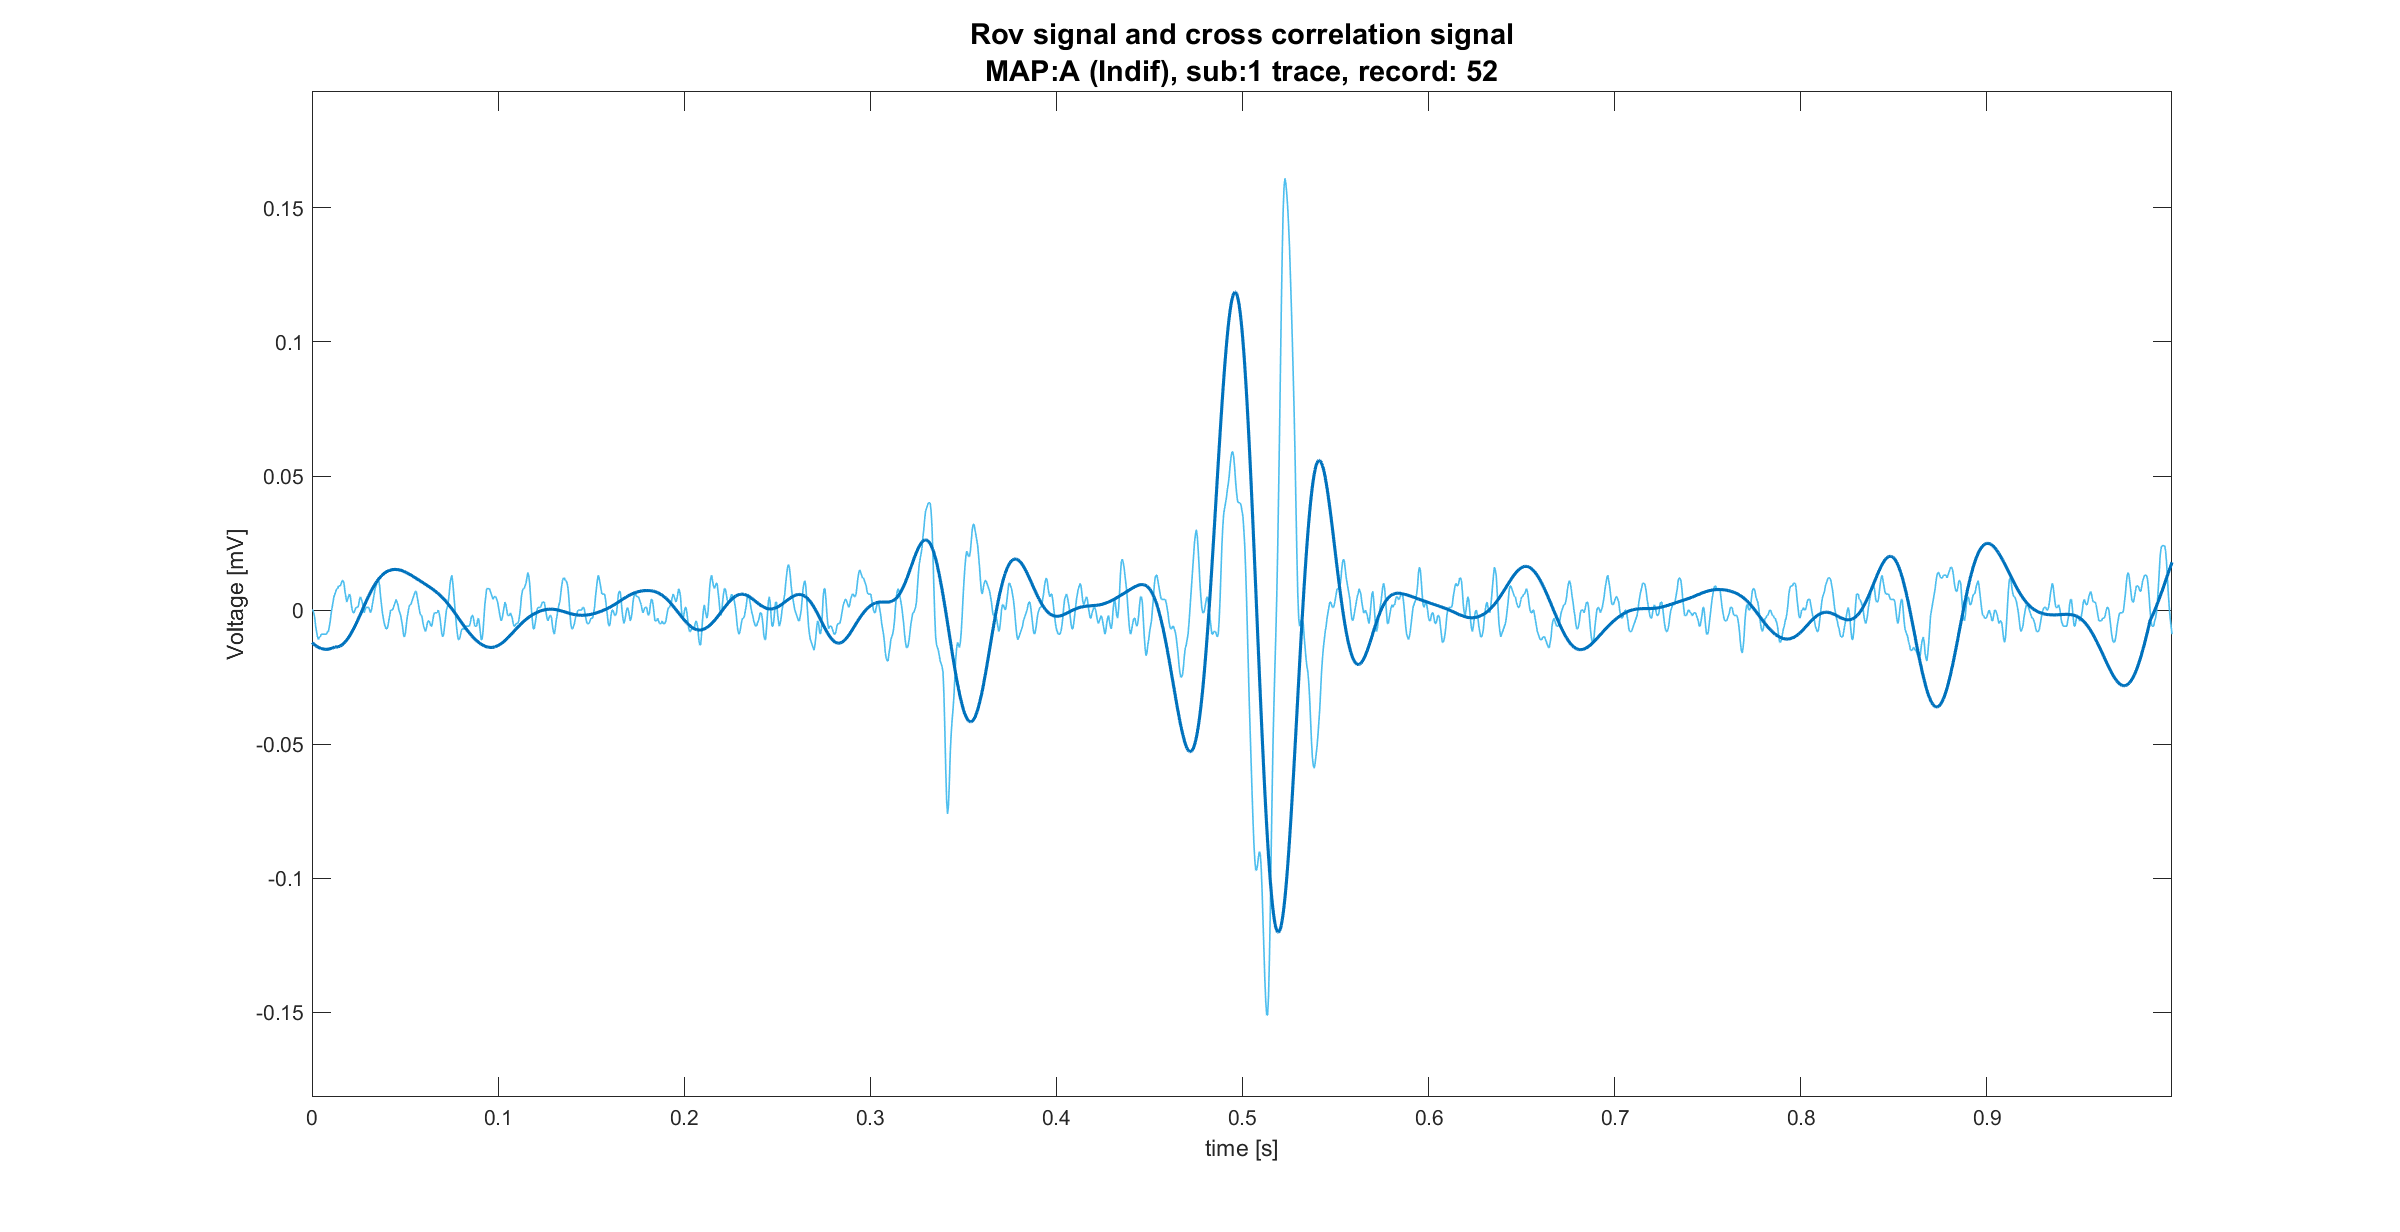 Rov signal and cross correlation signal
MAP:A (Indif), sub:1 trace, record: 52
Voltage [mV]
0.15
0.1
0.05
0
-0.05
-0.1
-0.15
0 0.1 0.2 0.3 0.4 0.5 0.6 0.7 0.8 0.9
time [s]